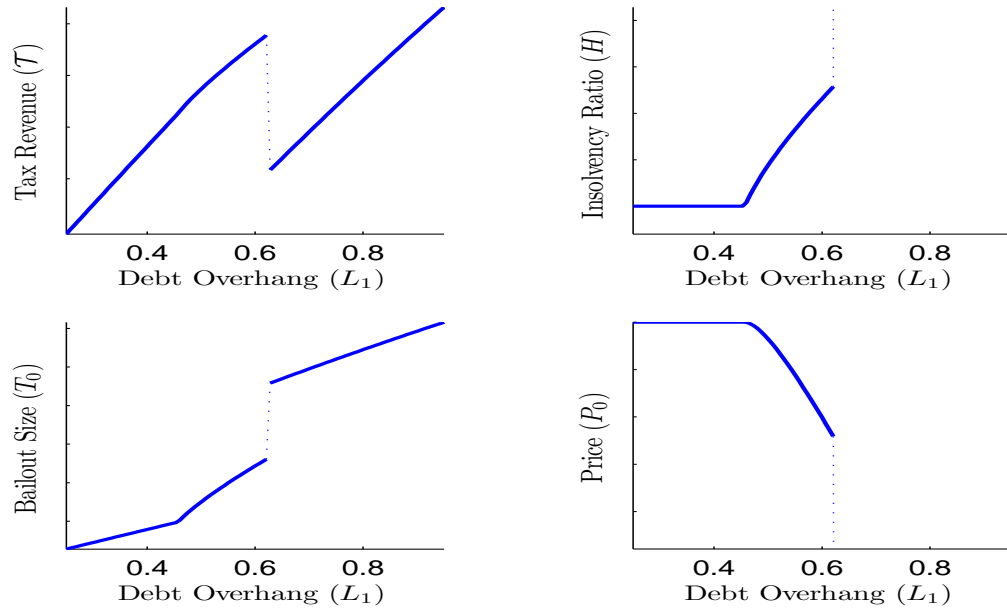 Tax Revenue (𝒯)
0.4 0.6 0.8
Debt Overhang (L₁)
Insolvency Ratio (H)
0.4 0.6 0.8
Debt Overhang (L₁)
Bailout Size (T₀)
0.4 0.6 0.8
Debt Overhang (L₁)
Price (P₀)
0.4 0.6 0.8
Debt Overhang (L₁)